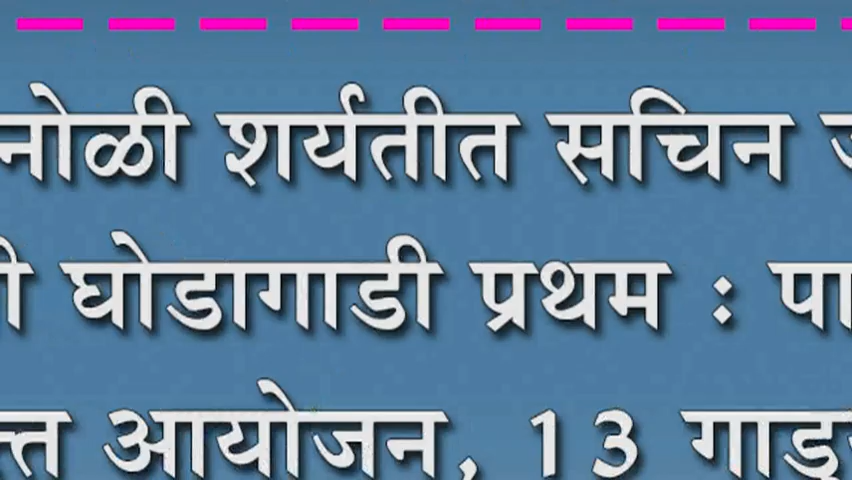 नोळी शर्यतीत सचिन
ी घोडागाडी प्रथम : पा
त्त आयोजन, 13 गाड